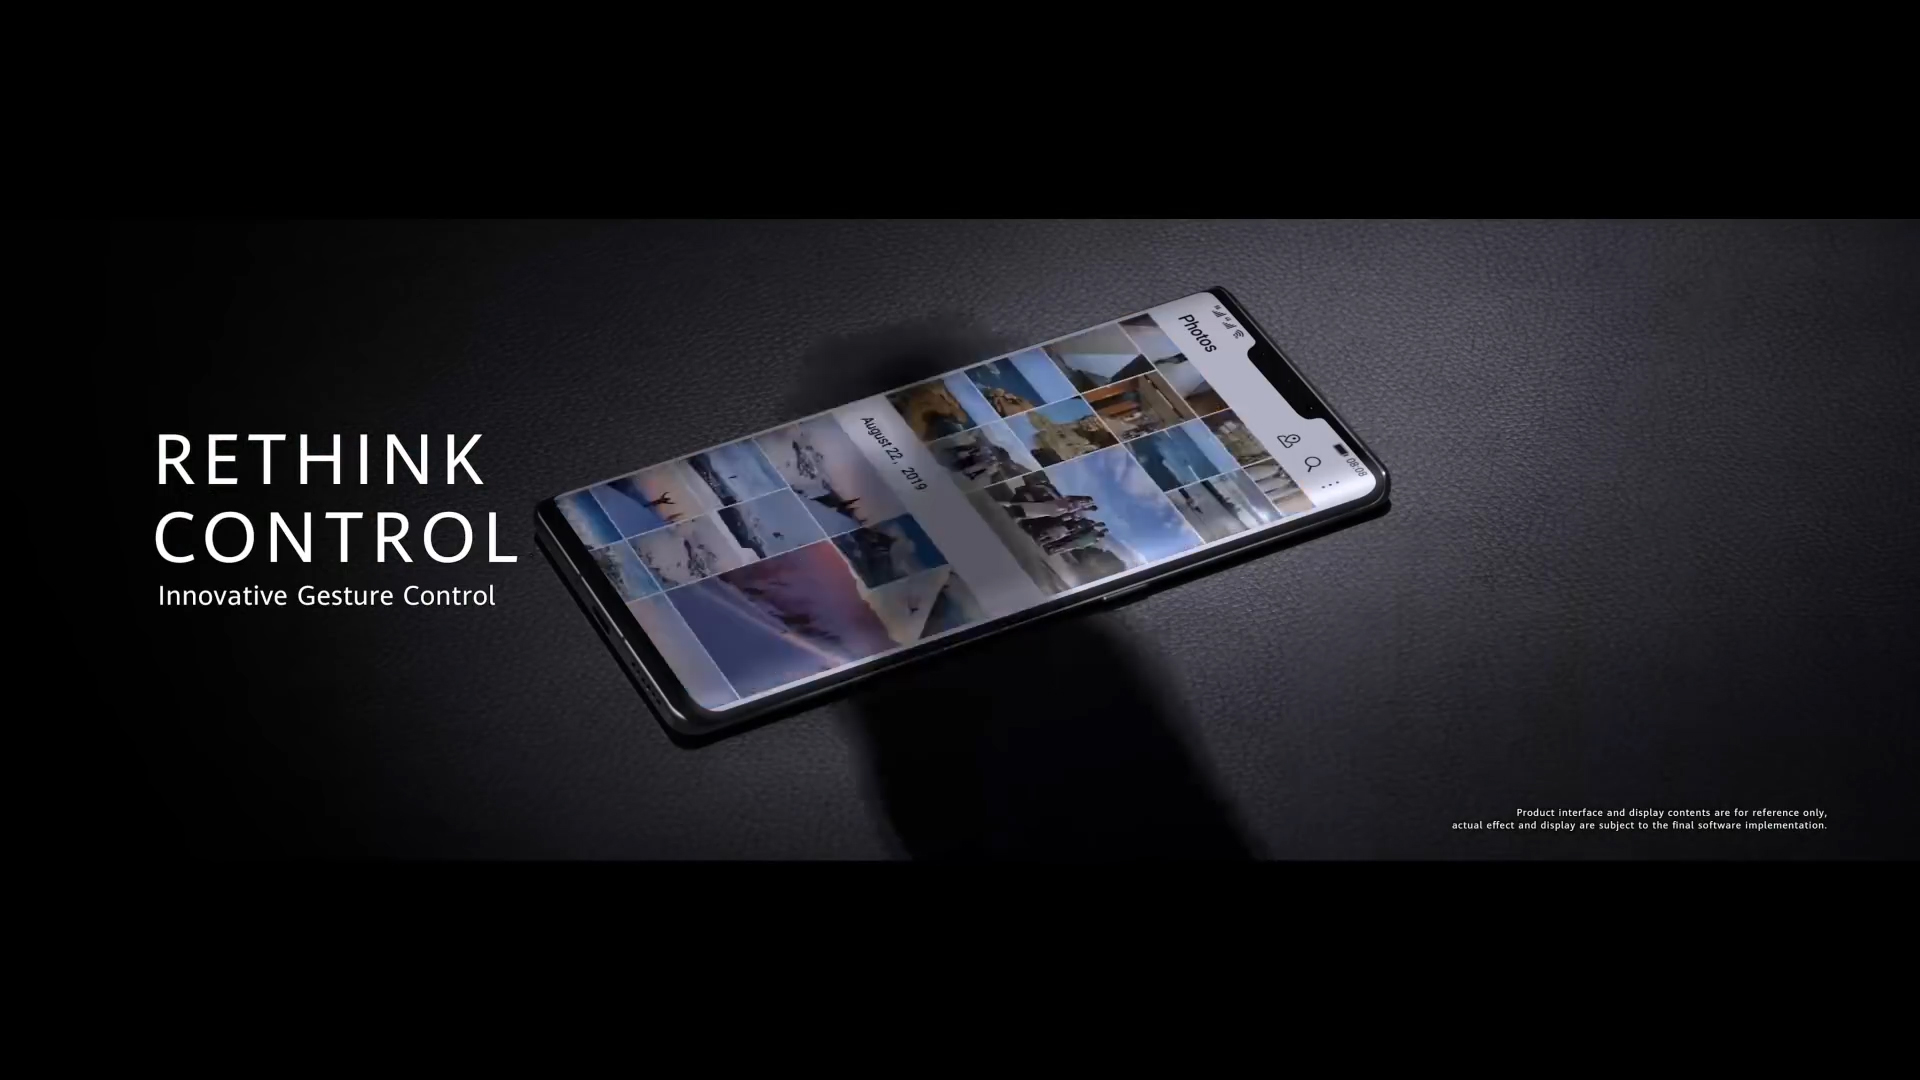 RETHINK
CONTROL
Innovative Gesture Control
Photos
08:08
August 22, 2019
Product interface and display contents are for reference only,
actual effect and display are subject to the final software implementation.